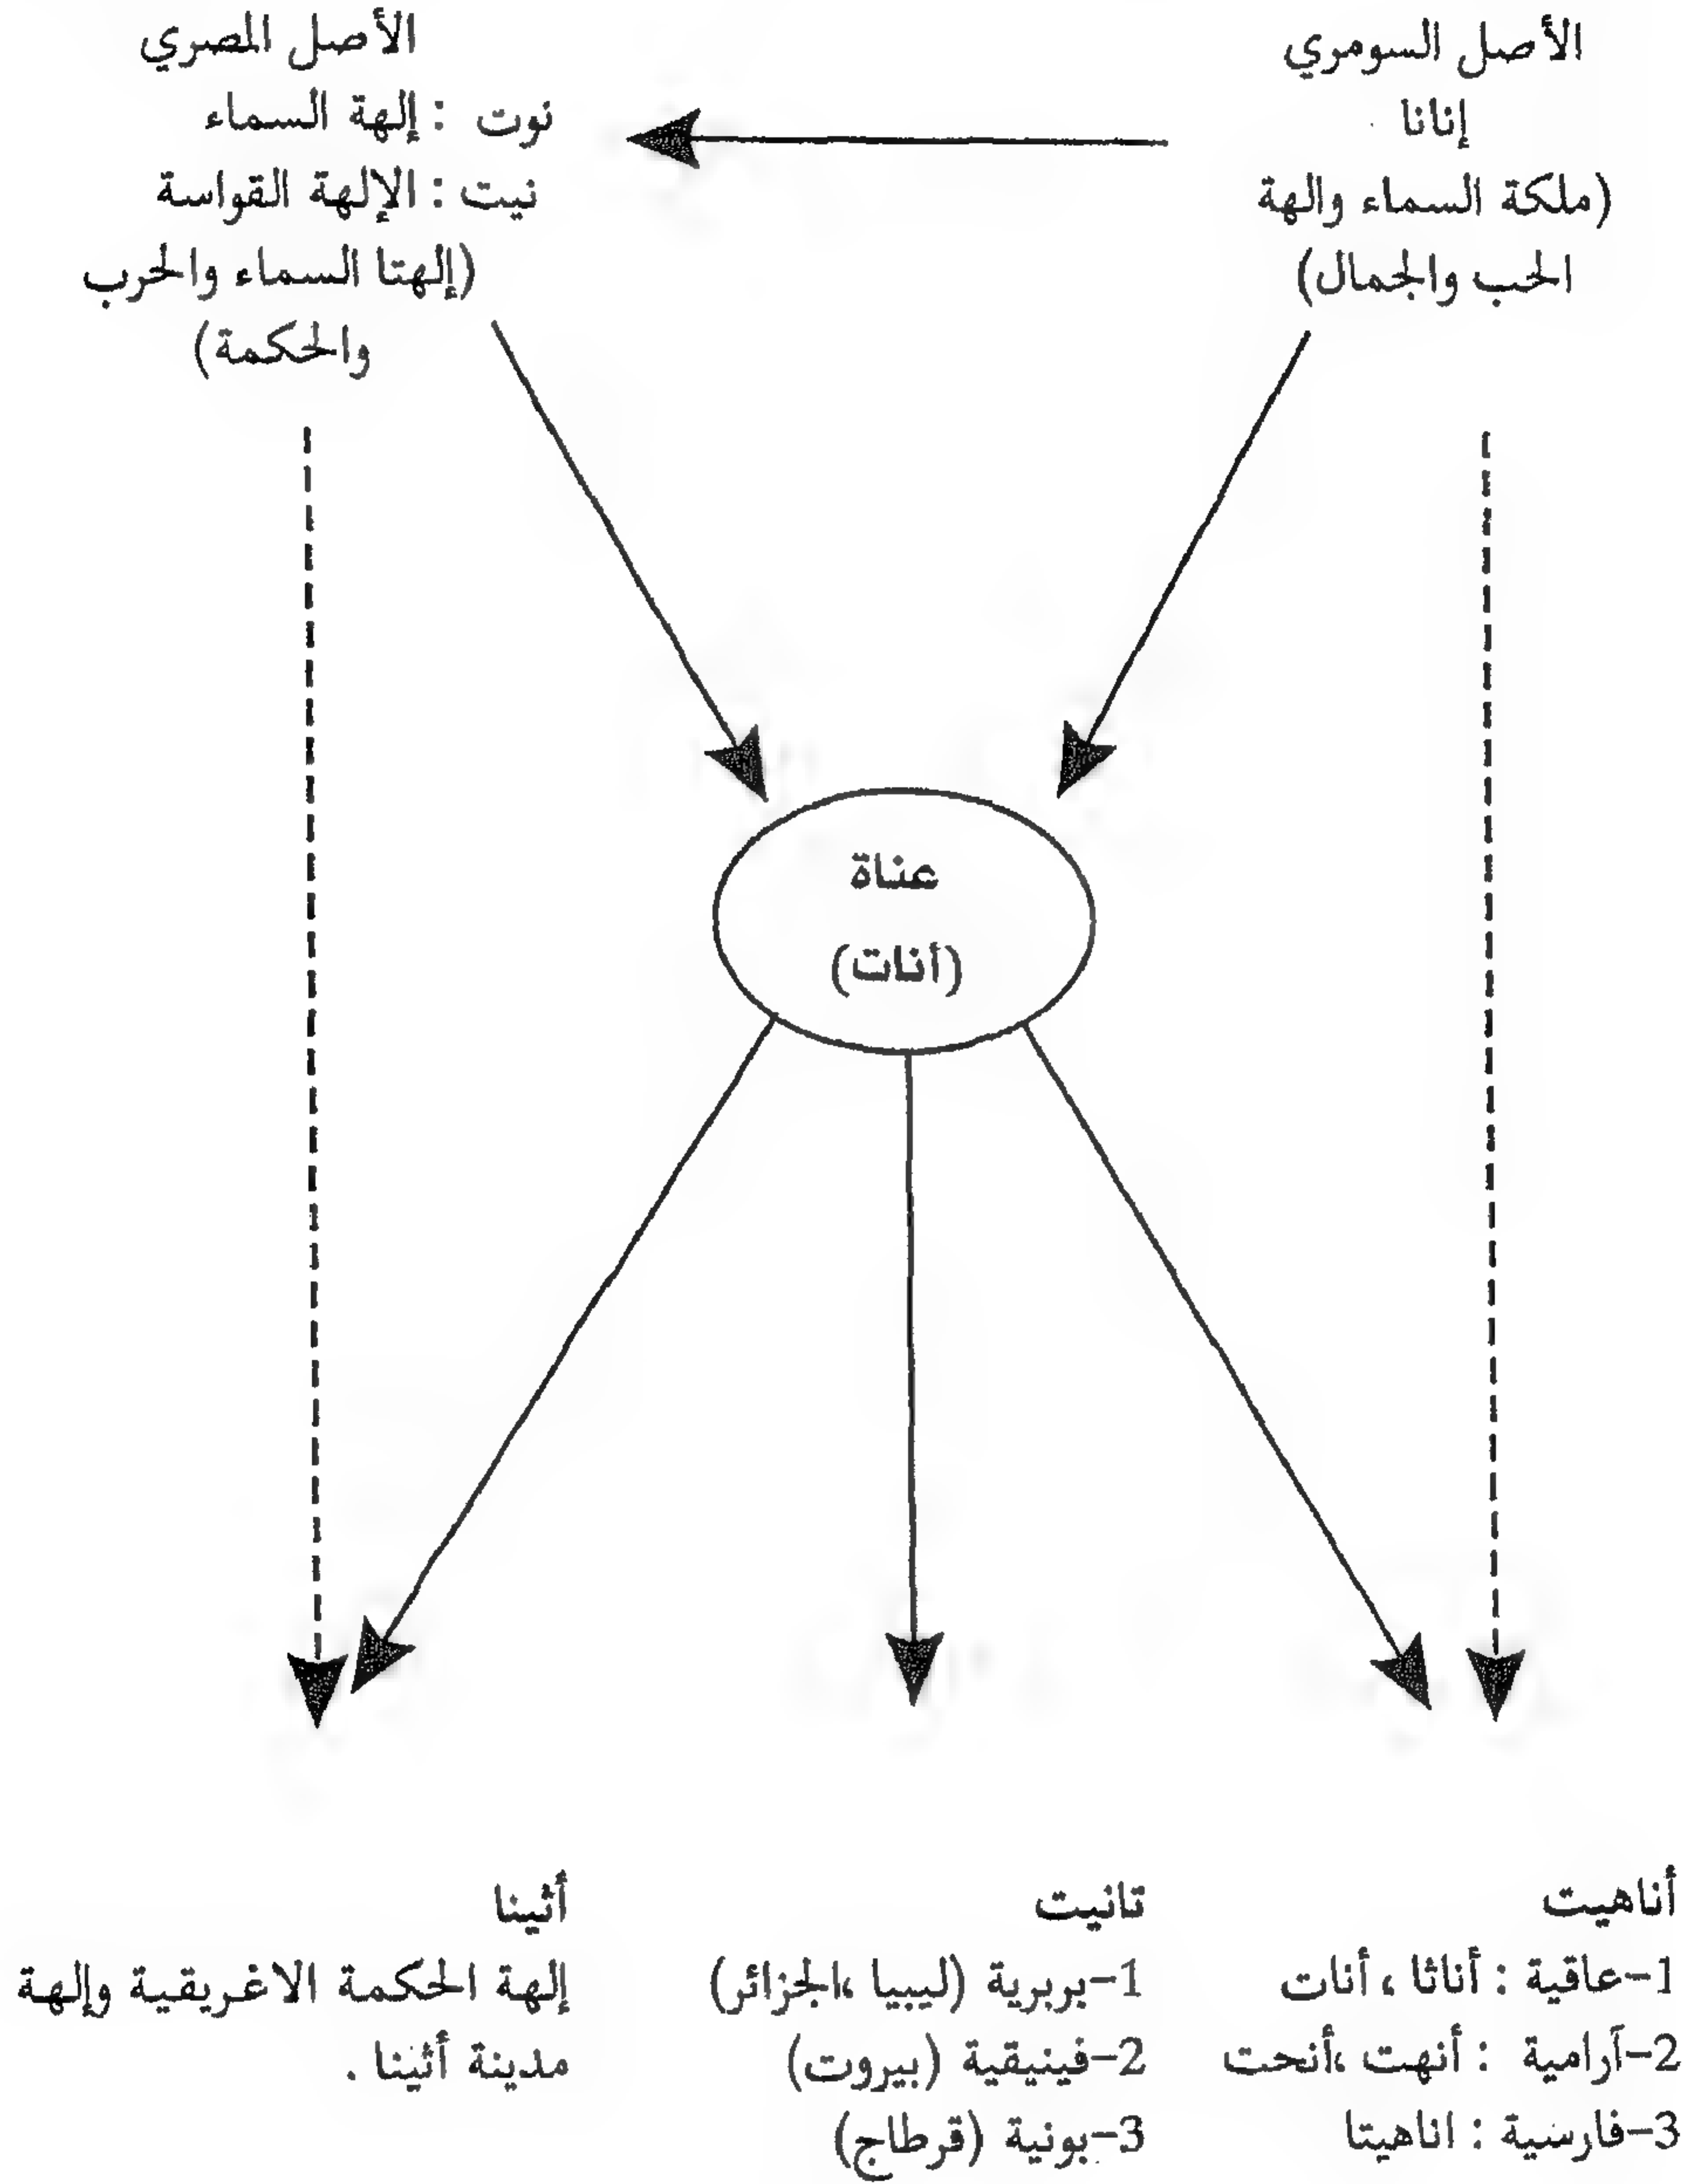 الأصل السومري
إنانا
(ملكة السماء والهة
الحب والجمال)
الأصل المصري
نوت : إلهة السماء
نيت : الإلهة القواسة
(إلهتا السماء والحرب
والحكمة)
عناة
(أنات)
أناهيت
1-عاقية : أناثا ، أنات
2-آرامية : أنهت ،أنحت
3-فارسية : اناهيتا
تانيت
1-بربرية (ليبيا ،الجزائر)
2-فينيقية (بيروت)
3-بونية (قرطاج)
أثينا
إلهة الحكمة الاغريقية وإلهة
مدينة أثينا .